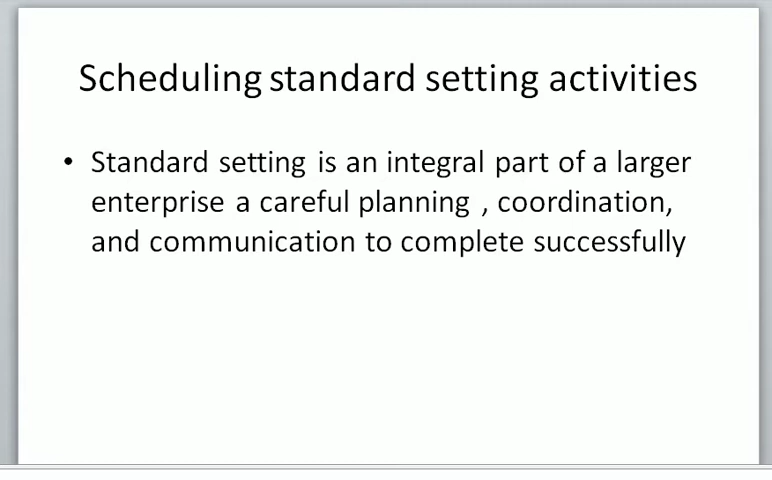 Scheduling standard setting activities
• Standard setting is an integral part of a larger
enterprise a careful planning , coordination,
and communication to complete successfully